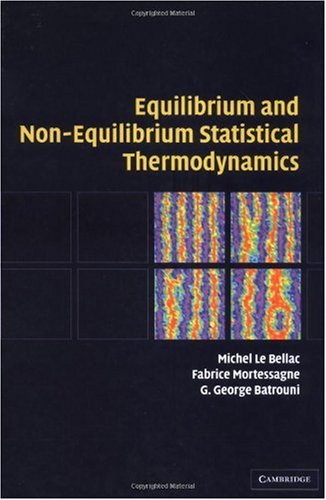 Equilibrium and
Non-Equilibrium Statistical
Thermodynamics
Michel Le Bellac
Fabrice Mortessagne
G. George Batrouni
CAMBRIDGE